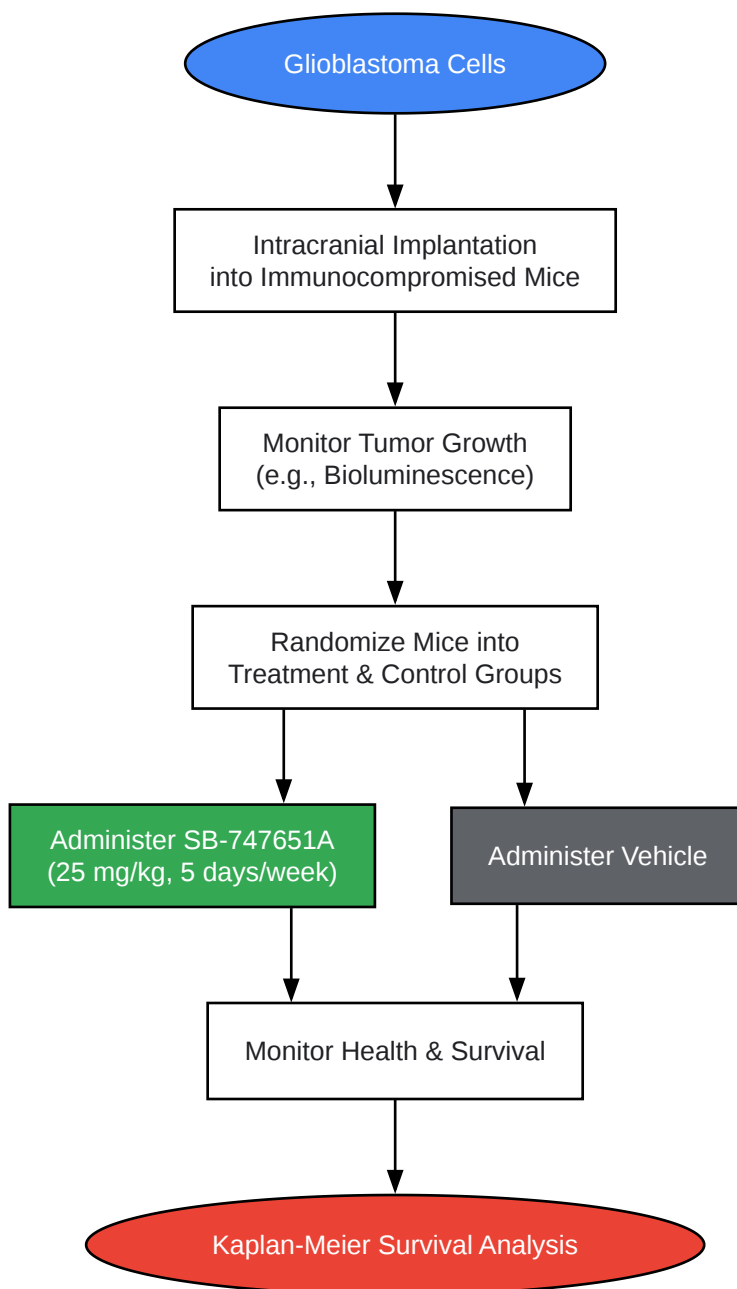 Glioblastoma Cells
Intracranial Implantation
into Immunocompromised Mice
Monitor Tumor Growth
(e.g., Bioluminescence)
Randomize Mice into
Treatment & Control Groups
Administer SB-747651A
(25 mg/kg, 5 days/week)
Administer Vehicle
Monitor Health & Survival
Kaplan-Meier Survival Analysis